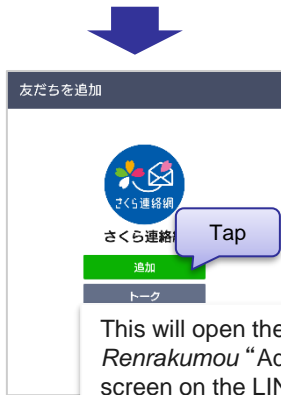 友だちを追加
さくら連絡網
さくら連絡
Tap
追加
トーク
This will open the
Renrakumou “Ac
screen on the LIN